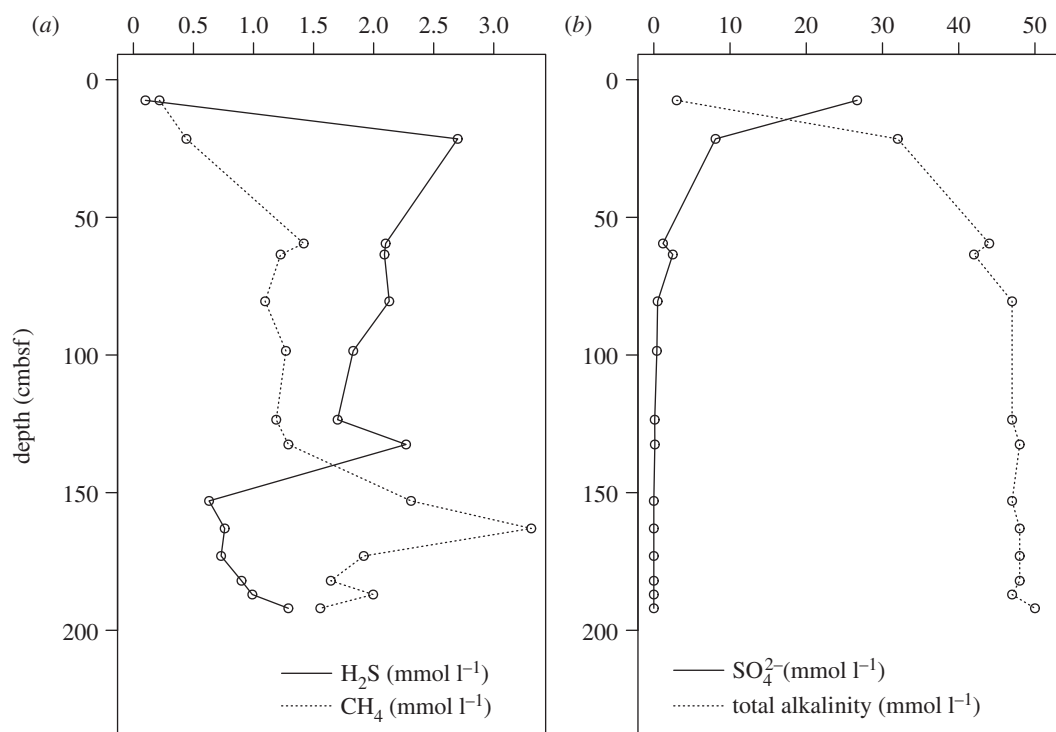 (a) 0 0.5 1.0 1.5 2.0 2.5 3.0
(b) 0 10 20 30 40 50
0
50
100
150
200
depth (cmbsf)
H₂S (mmol l⁻¹)
CH₄ (mmol l⁻¹)
0
50
100
150
200
SO₄²⁻(mmol l⁻¹)
total alkalinity (mmol l⁻¹)